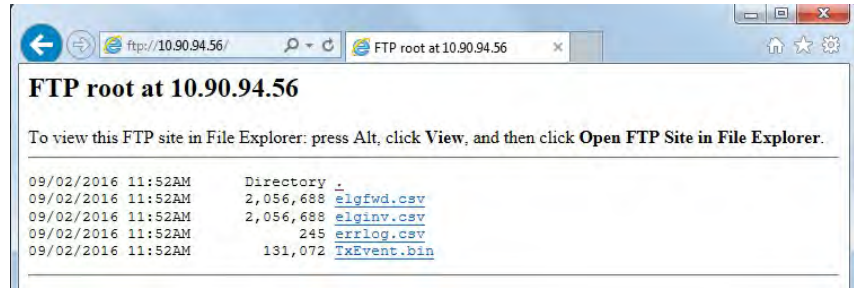 ftp://10.90.94.56/
FTP root at 10.90.94.56
FTP root at 10.90.94.56
To view this FTP site in File Explorer: press Alt, click View, and then click Open FTP Site in File Explorer.
09/02/2016 11:52AM Directory .
09/02/2016 11:52AM 2,056,688 elgfwd.csv
09/02/2016 11:52AM 2,056,688 elginv.csv
09/02/2016 11:52AM 245 errlog.csv
09/02/2016 11:52AM 131,072 TxEvent.bin